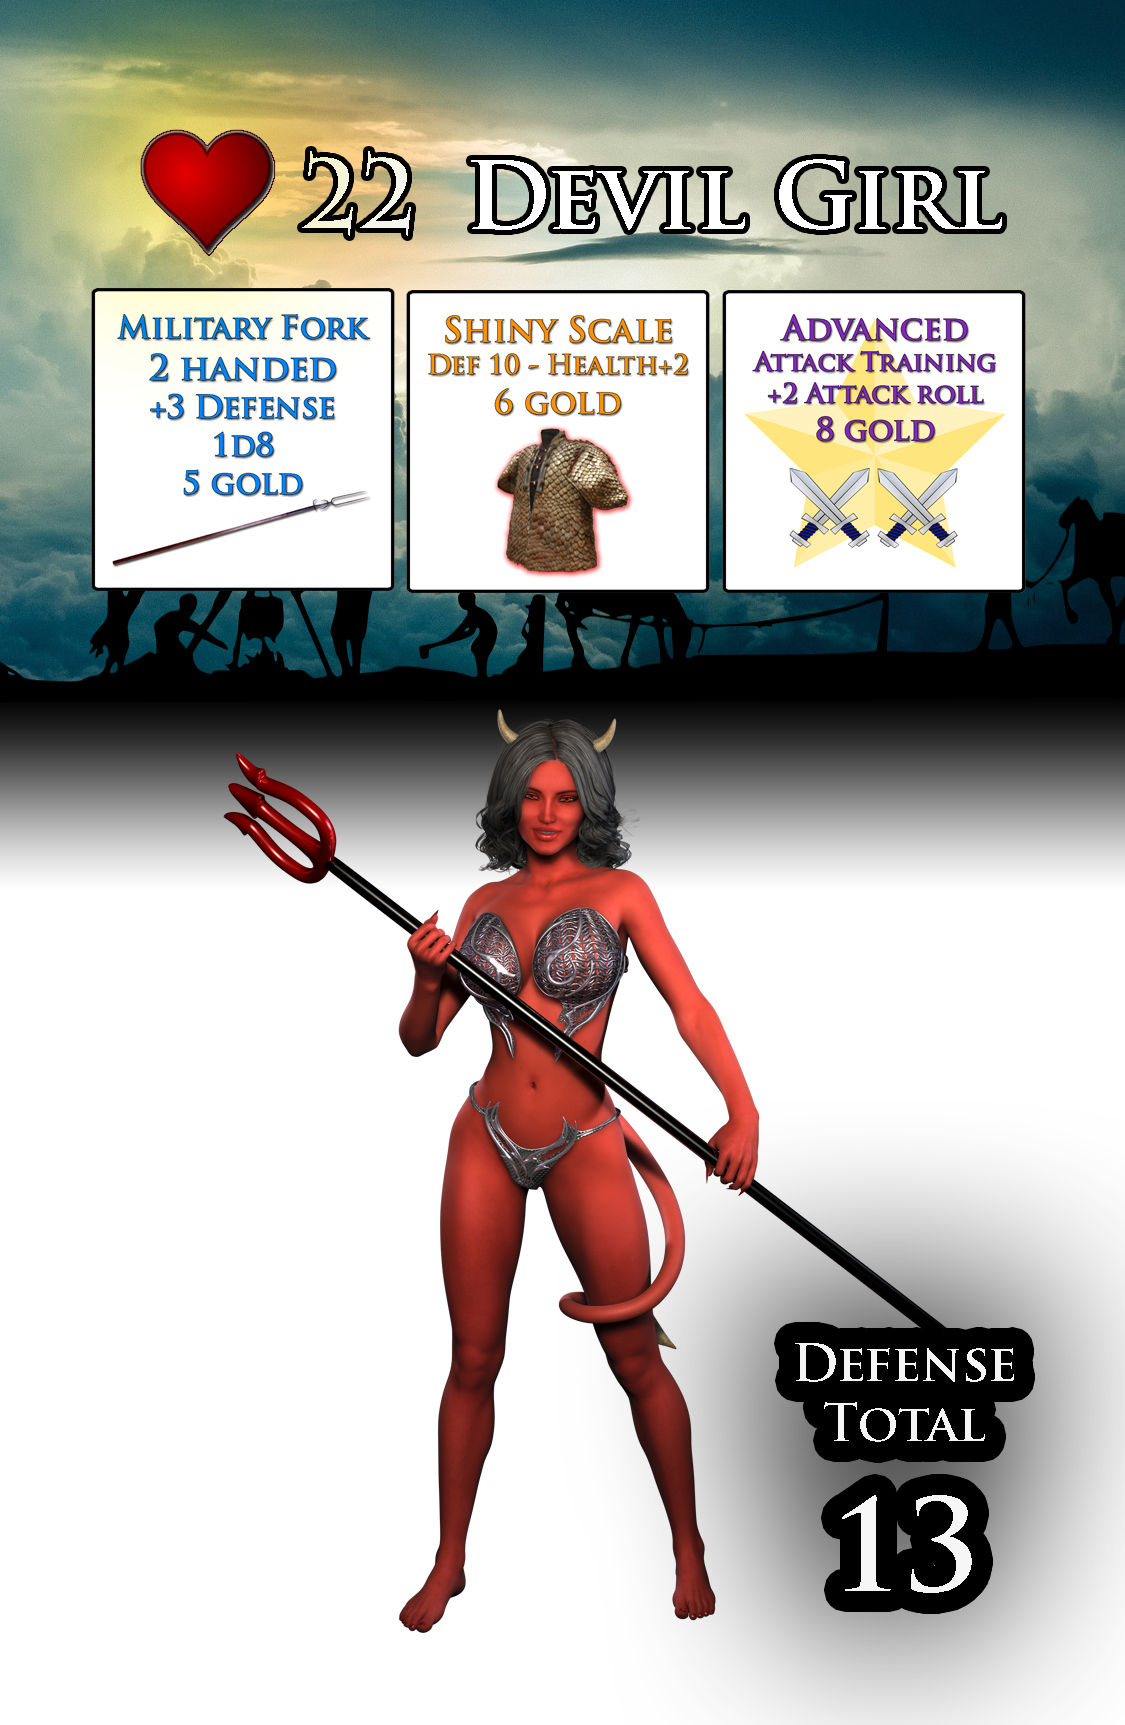 22 Devil Girl
Military Fork
2 handed
+3 Defense
1d8
5 gold
Shiny Scale
Def 10 - Health+2
6 gold
Advanced
Attack Training
+2 Attack roll
8 gold
Defense
Total
13